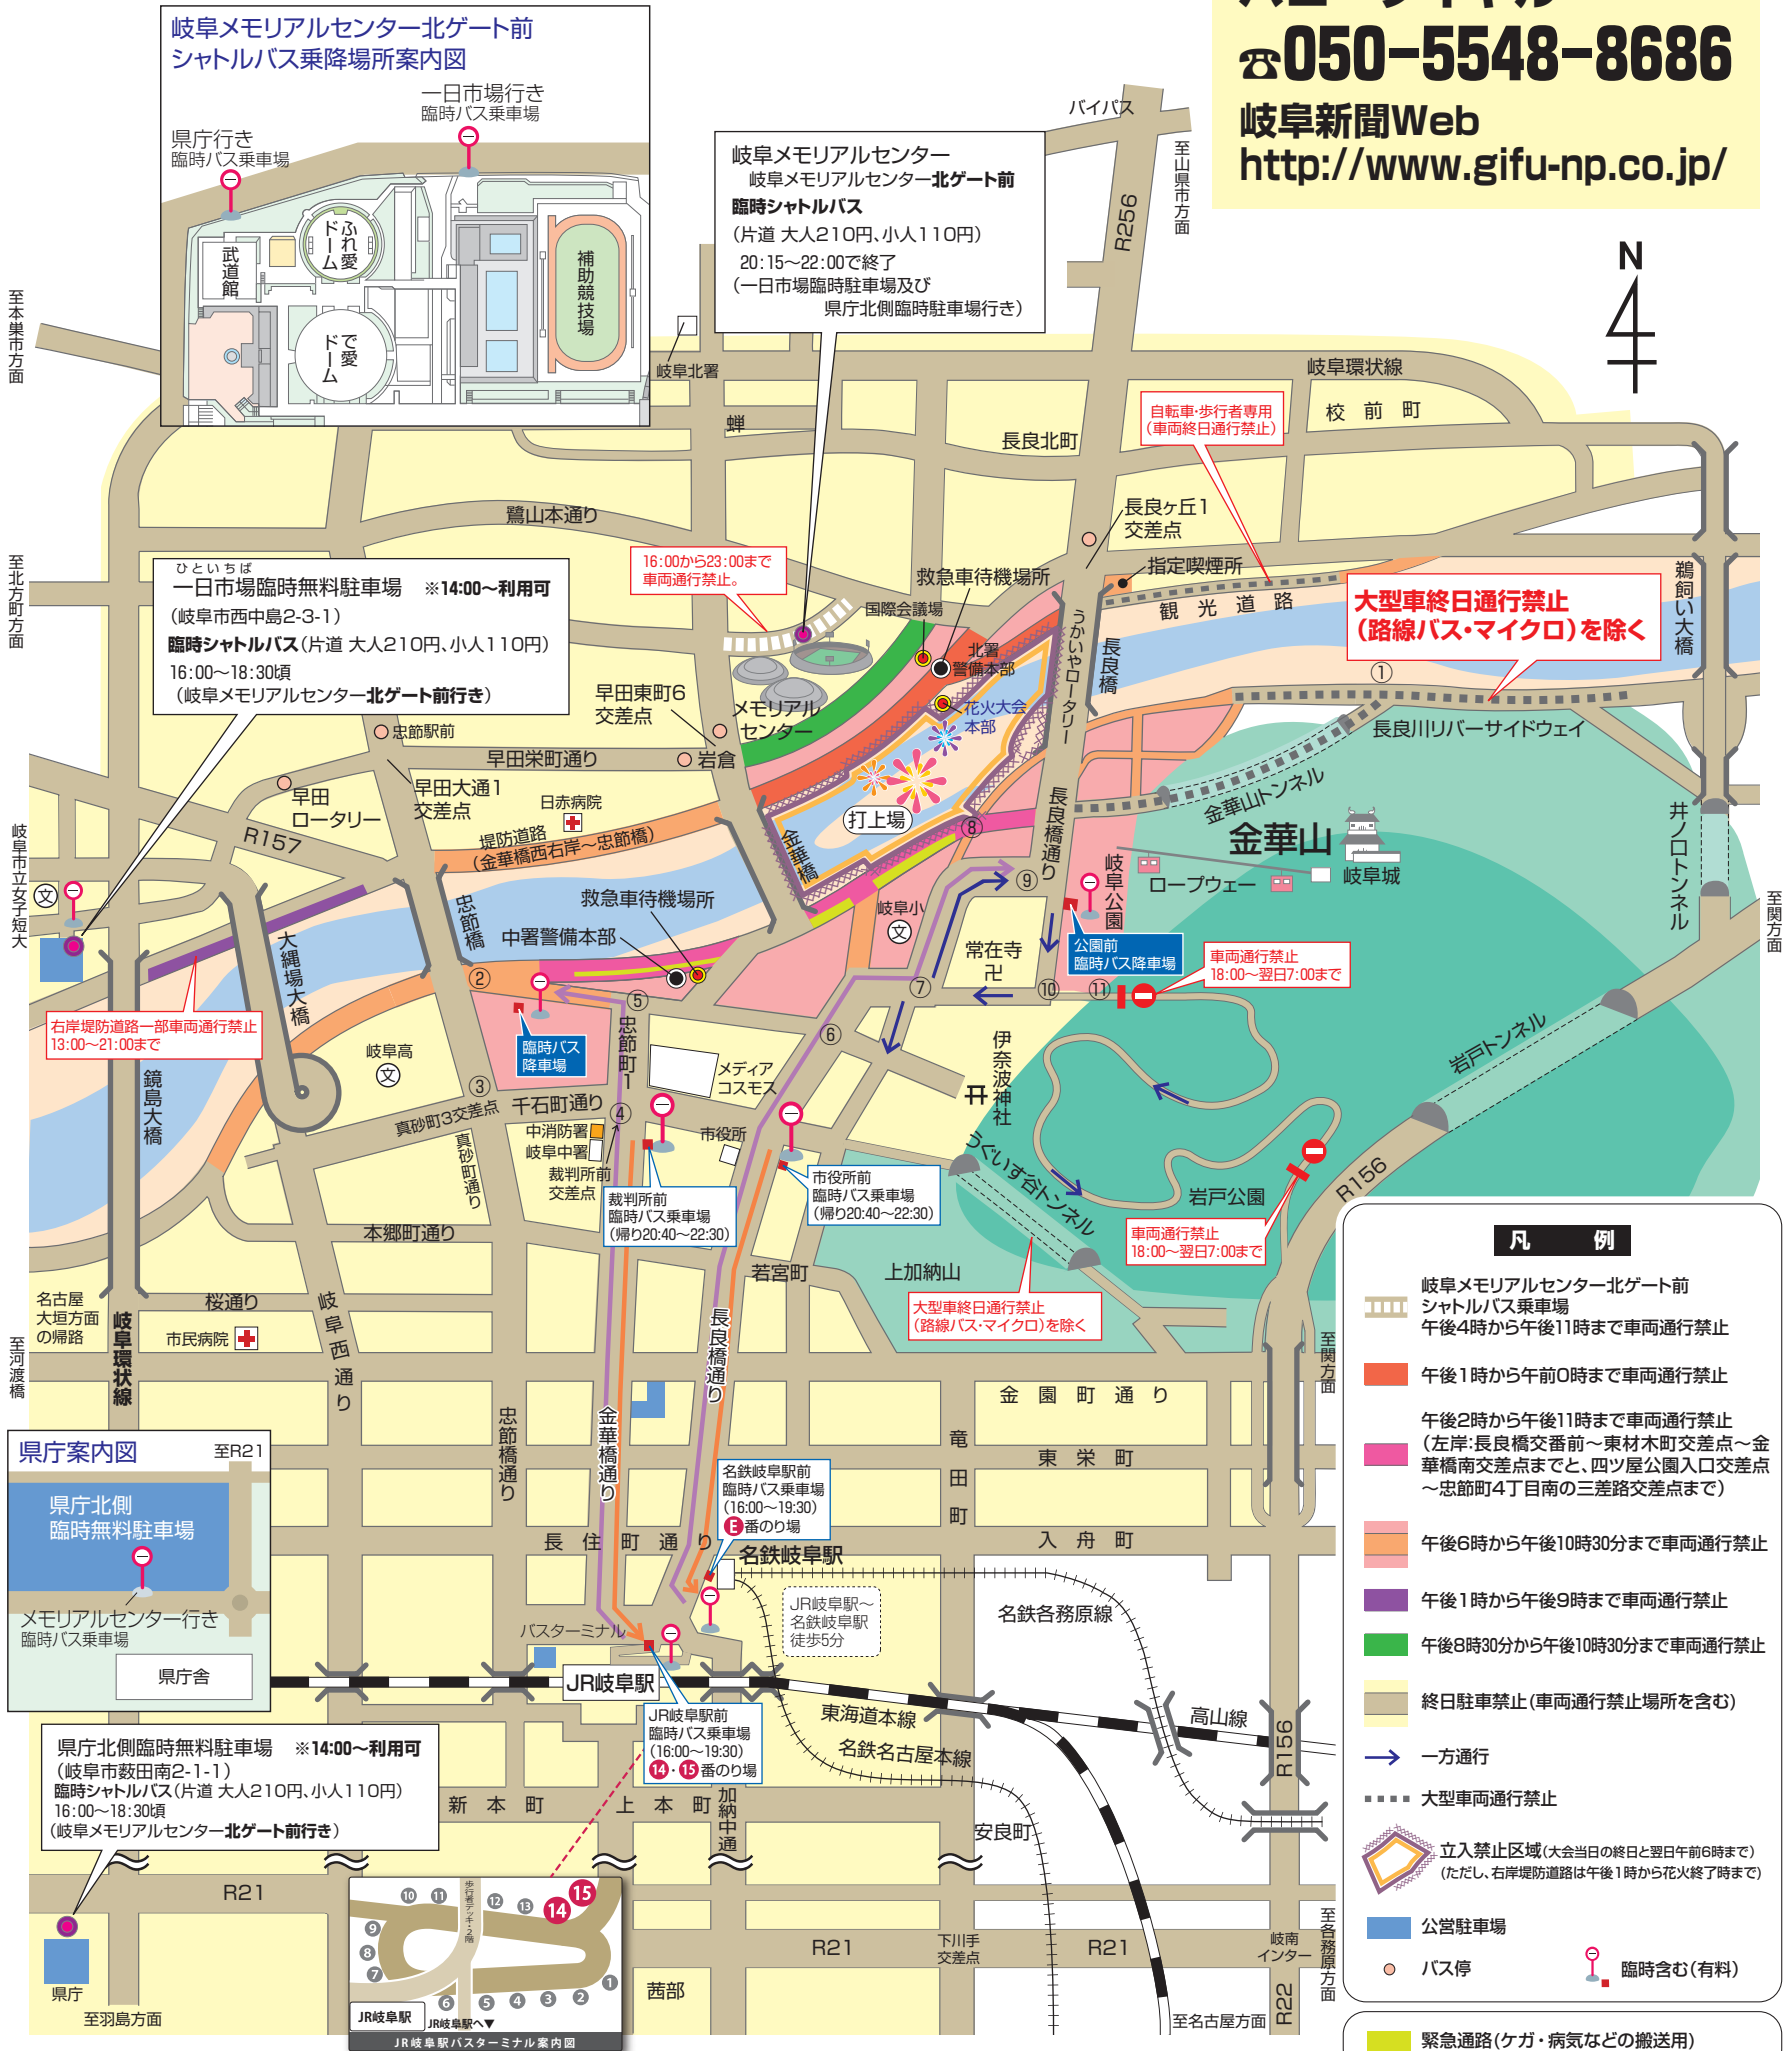 ハローダイヤル
☎050-5548-8686
岐阜新聞Web
http://www.gifu-np.co.jp/
岐阜メモリアルセンター北ゲート前
シャトルバス乗降場所案内図
一日市場行き
臨時バス乗車場
県庁行き
臨時バス乗車場
武道館
ふれ愛
ドーム
で愛
ドーム
補助競技場
岐阜メモリアルセンター
岐阜メモリアルセンター北ゲート前
臨時シャトルバス
(片道 大人210円、小人110円)
20:15〜22:00で終了
(一日市場臨時駐車場及び
県庁北側臨時駐車場行き)
バイパス
至山県市方面
R256
N
至本巣市方面
岐阜北署
岐阜環状線
校前町
蝉
長良北町
自転車・歩行者専用
(車両終日通行禁止)
鷺山本通り
長良ヶ丘1
交差点
至北方町方面
ひといちば
一日市場臨時無料駐車場 ※14:00〜利用可
(岐阜市西中島2-3-1)
臨時シャトルバス(片道 大人210円、小人110円)
16:00〜18:30頃
(岐阜メモリアルセンター北ゲート前行き)
16:00から23:00まで
車両通行禁止。
救急車待機場所
国際会議場
指定喫煙所
観光道路
鵜飼い大橋
大型車終日通行禁止
(路線バス・マイクロ)を除く
北署
警備本部
うかいやロータリー
長良橋
①
早田東町6
交差点
メモリアル
センター
花火大会
本部
長良川リバーサイドウェイ
忠節駅前
早田栄町通り
岩倉
早田
ロータリー
早田大通1
交差点
日赤病院
打上場
長良橋通り
金華山トンネル
金華山
岐阜城
井ノ口トンネル
R157
堤防道路
(金華橋西右岸〜忠節橋)
金華橋
⑧
岐阜市立女子短大
文
忠節橋
救急車待機場所
⑨
岐阜公園
ロープウェー
岐阜小
文
至関方面
大縄場大橋
中署警備本部
常在寺
卍
公園前
臨時バス降車場
車両通行禁止
18:00〜翌日7:00まで
②
⑤
⑦
⑩
⑪
右岸堤防道路一部車両通行禁止
13:00〜21:00まで
臨時バス
降車場
忠節町1
⑥
岩戸トンネル
岐阜高
文
メディア
コスモス
伊奈波神社
鏡島大橋
③
真砂町3交差点
千石町通り
④
中消防署
岐阜中署
市役所
裁判所前
交差点
真砂町通り
うぐいす谷トンネル
岩戸公園
R156
裁判所前
臨時バス乗車場
(帰り20:40〜22:30)
市役所前
臨時バス乗車場
(帰り20:40〜22:30)
車両通行禁止
18:00〜翌日7:00まで
本郷町通り
若宮町
上加納山
大型車終日通行禁止
(路線バス・マイクロ)を除く
名古屋
大垣方面
の帰路
桜通り
市民病院
岐阜環状線
岐阜西通り
長良橋通り
至河渡橋
至関方面
金園町通り
忠節橋通り
金華橋通り
竜田町
東栄町
入舟町
県庁案内図
至R21
県庁北側
臨時無料駐車場
メモリアルセンター行き
臨時バス乗車場
県庁舎
名鉄岐阜駅前
臨時バス乗車場
(16:00〜19:30)
E番のり場
長住町通り
名鉄岐阜駅
JR岐阜駅〜
名鉄岐阜駅
徒歩5分
名鉄各務原線
バスターミナル
JR岐阜駅
JR岐阜駅前
臨時バス乗車場
(16:00〜19:30)
14・15番のり場
東海道本線
名鉄名古屋本線
高山線
R156
県庁北側臨時無料駐車場 ※14:00〜利用可
(岐阜市薮田南2-1-1)
臨時シャトルバス(片道 大人210円、小人110円)
16:00〜18:30頃
(岐阜メモリアルセンター北ゲート前行き)
新本町
上本町
加納中通
安良町
R21
県庁
至羽島方面
10
11
12
13
14
15
9
8
7
6
5
4
3
2
1
歩行者デッキ・2階
JR岐阜駅
JR岐阜駅へ▼
JR岐阜駅バスターミナル案内図
R21
下川手
交差点
R21
岐南
インター
茜部
至名古屋方面
R22
至各務原方面
凡例
岐阜メモリアルセンター北ゲート前
シャトルバス乗車場
午後4時から午後11時まで車両通行禁止
午後1時から午前0時まで車両通行禁止
午後2時から午後11時まで車両通行禁止
(左岸:長良橋交番前〜東材木町交差点〜金
華橋南交差点までと、四ツ屋公園入口交差点
〜忠節町4丁目南の三差路交差点まで)
午後6時から午後10時30分まで車両通行禁止
午後1時から午後9時まで車両通行禁止
午後8時30分から午後10時30分まで車両通行禁止
終日駐車禁止(車両通行禁止場所を含む)
一方通行
大型車両通行禁止
立入禁止区域(大会当日の終日と翌日午前6時まで)
(ただし、右岸堤防道路は午後1時から花火終了時まで)
公営駐車場
バス停
臨時含む(有料)
緊急通路(ケガ・病気などの搬送用)